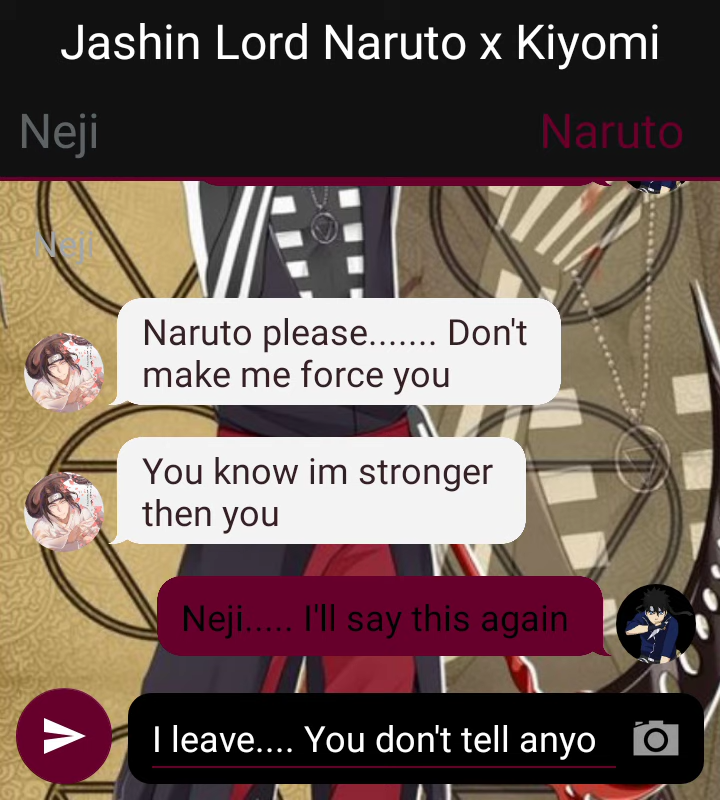 Jashin Lord Naruto x Kiyomi
Neji
Naruto
Neji
Naruto please....... Don't
make me force you
You know im stronger
then you
Neji..... I'll say this again
I leave.... You don't tell anyo